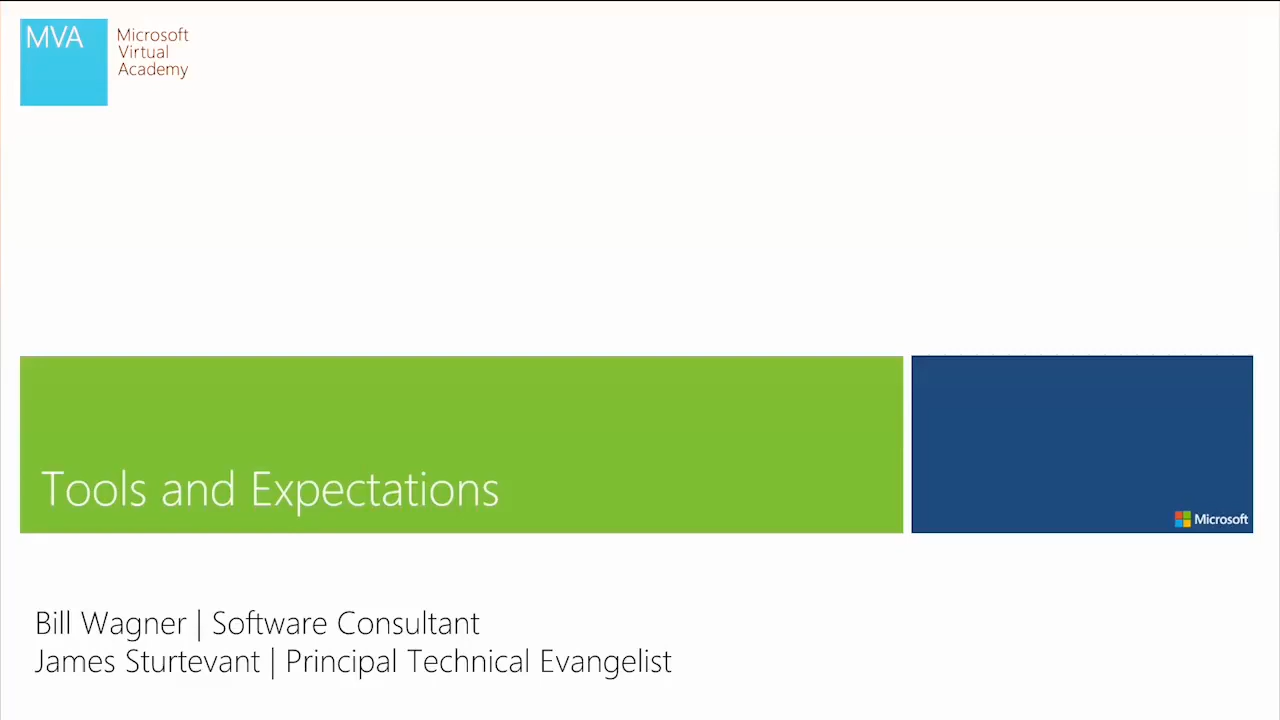 MVA
Microsoft
Virtual
Academy
Tools and Expectations
Microsoft
Bill Wagner | Software Consultant
James Sturtevant | Principal Technical Evangelist